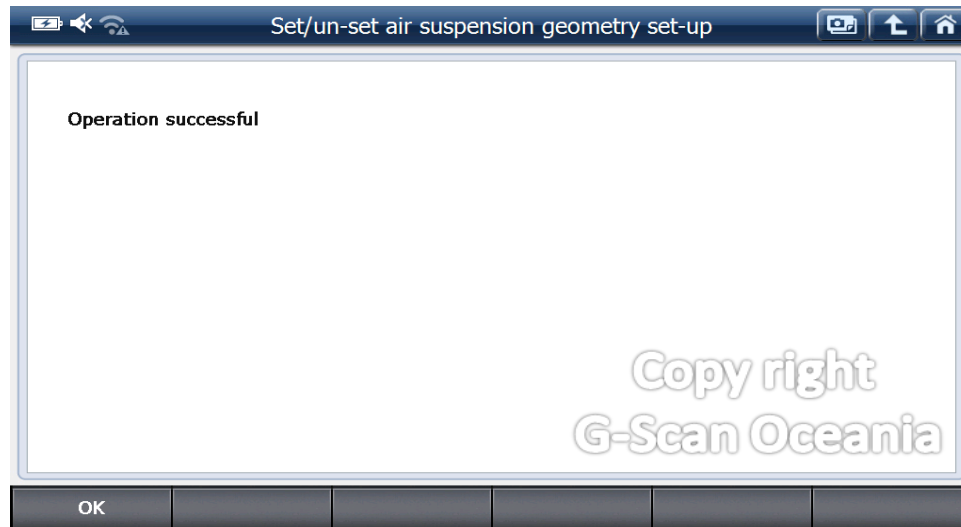 Set/un-set air suspension geometry set-up
Operation successful
Copy right
G-Scan Oceania
OK